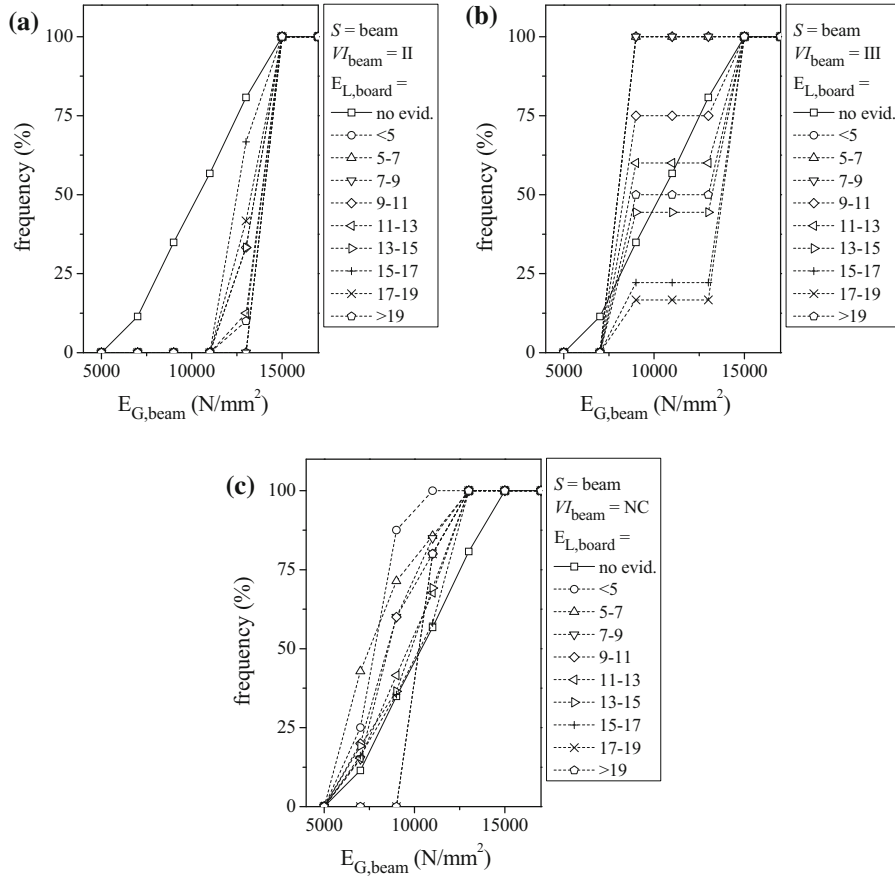 (a)
100
75
50
25
0
frequency (%)
5000 10000 15000
E_G,beam (N/mm²)
S = beam
VI_beam = II
E_L,board =
no evid.
<5
5-7
7-9
9-11
11-13
13-15
15-17
17-19
>19
(b)
100
75
50
25
0
frequency (%)
5000 10000 15000
E_G,beam (N/mm²)
S = beam
VI_beam = III
E_L,board =
no evid.
<5
5-7
7-9
9-11
11-13
13-15
15-17
17-19
>19
(c)
100
75
50
25
0
frequency (%)
5000 10000 15000
E_G,beam (N/mm²)
S = beam
VI_beam = NC
E_L,board =
no evid.
<5
5-7
7-9
9-11
11-13
13-15
15-17
17-19
>19